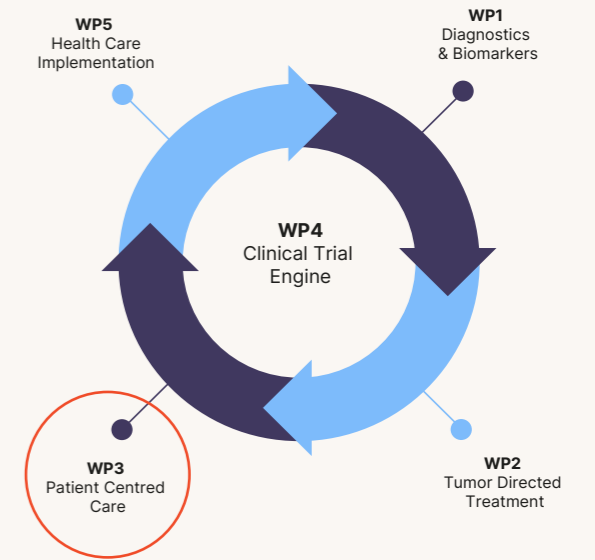 WP5
Health Care
Implementation
WP1
Diagnostics
& Biomarkers
WP4
Clinical Trial
Engine
WP3
Patient Centred
Care
WP2
Tumor Directed
Treatment